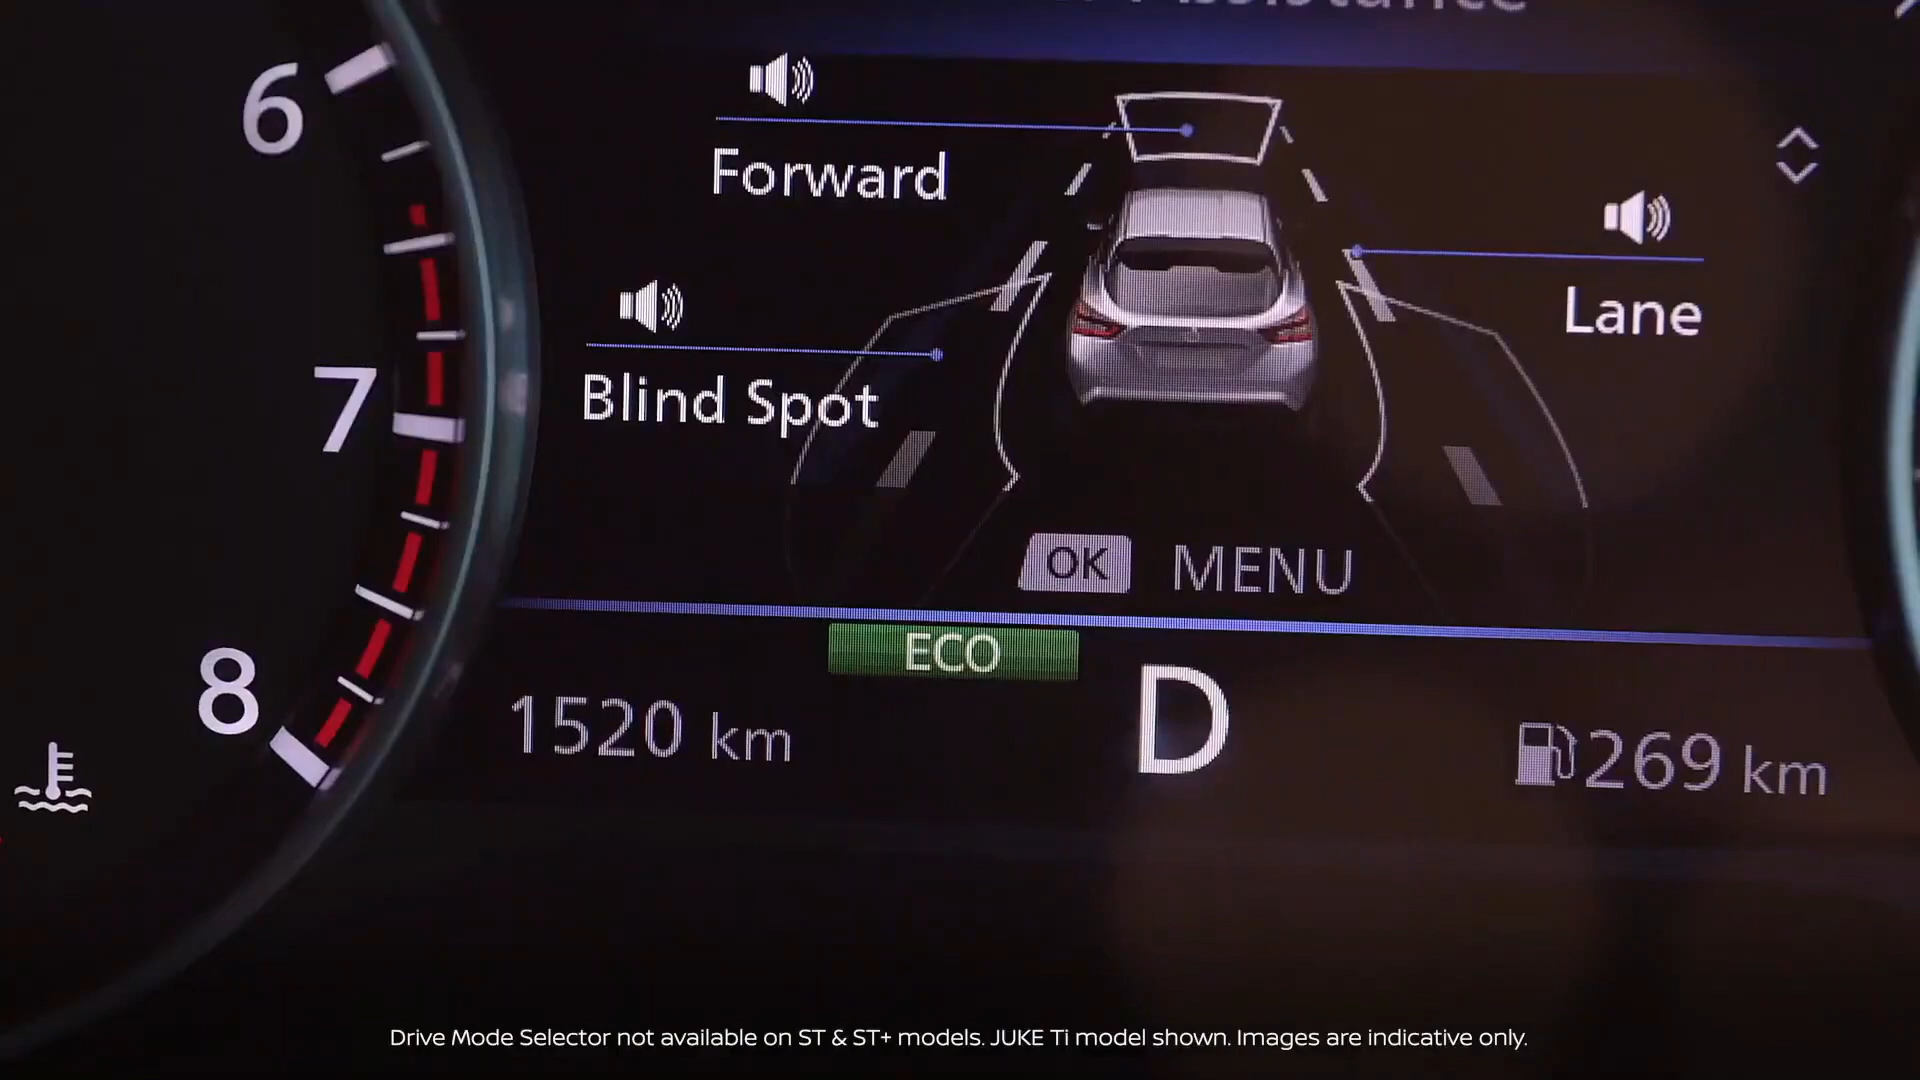 Assistance
6
Forward
Lane
Blind Spot
7
OK MENU
ECO
8
1520 km
D
269 km
Drive Mode Selector not available on ST & ST+ models. JUKE Ti model shown. Images are indicative only.